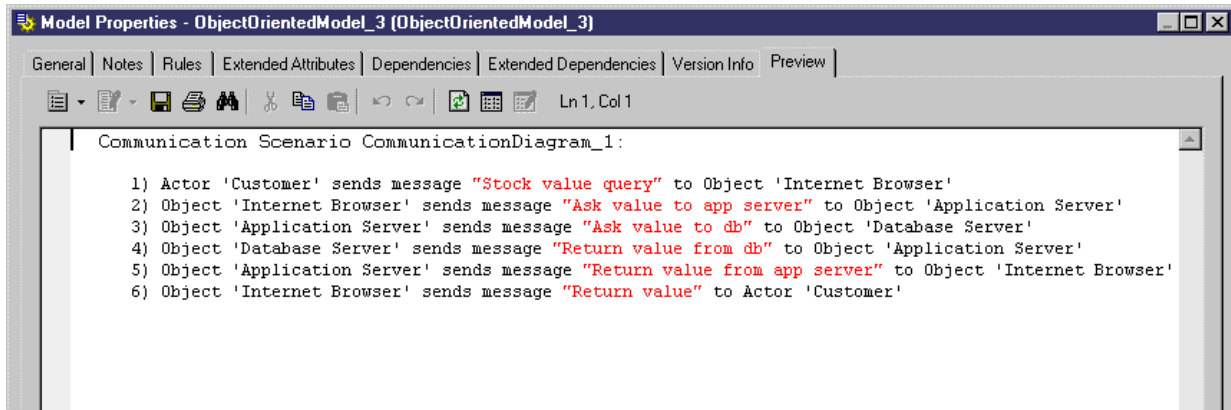 Model Properties - ObjectOrientedModel_3 (ObjectOrientedModel_3)
General Notes Rules Extended Attributes Dependencies Extended Dependencies Version Info Preview
Ln 1, Col 1
Communication Scenario CommunicationDiagram_1:
1) Actor 'Customer' sends message "Stock value query" to Object 'Internet Browser'
2) Object 'Internet Browser' sends message "Ask value to app server" to Object 'Application Server'
3) Object 'Application Server' sends message "Ask value to db" to Object 'Database Server'
4) Object 'Database Server' sends message "Return value from db" to Object 'Application Server'
5) Object 'Application Server' sends message "Return value from app server" to Object 'Internet Browser'
6) Object 'Internet Browser' sends message "Return value" to Actor 'Customer'